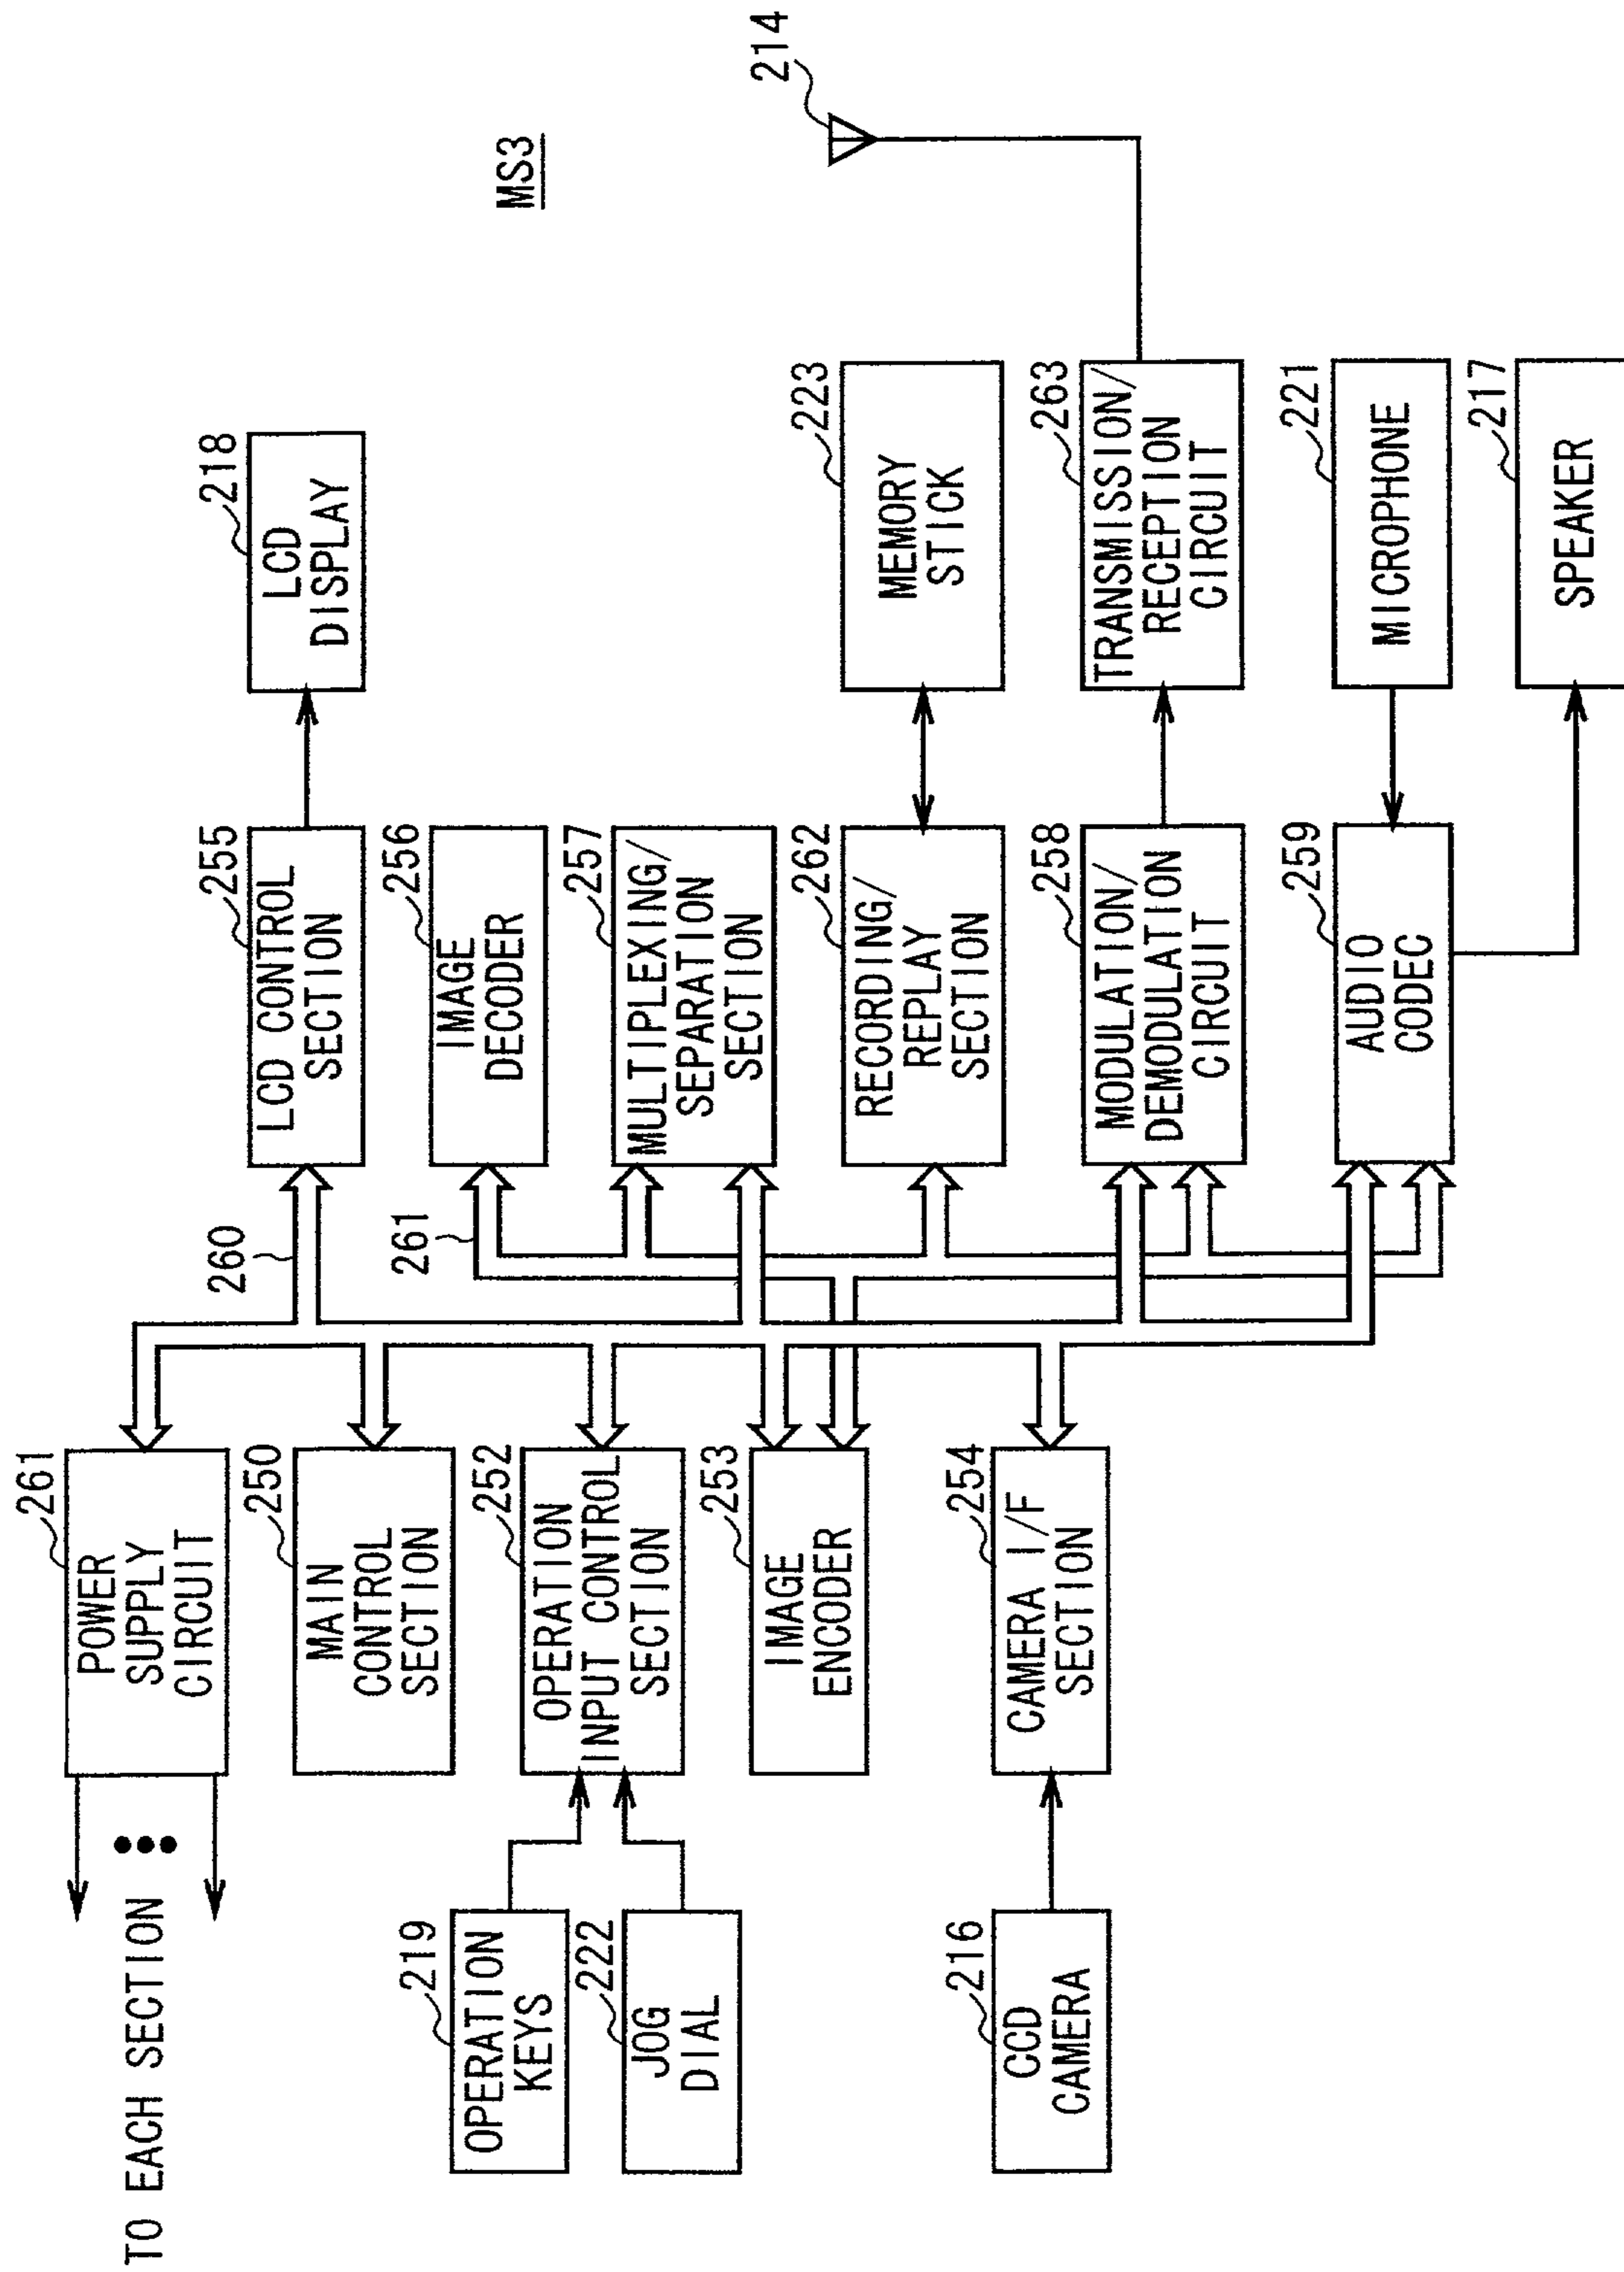 MS3
TO EACH SECTION
261
POWER
SUPPLY
CIRCUIT
260
255
LCD CONTROL
SECTION
218
LCD
DISPLAY
250
MAIN
CONTROL
SECTION
261
256
IMAGE
DECODER
219
OPERATION
KEYS
222
JOG
DIAL
252
OPERATION
INPUT CONTROL
SECTION
257
MULTIPLEXING/
SEPARATION
SECTION
253
IMAGE
ENCODER
262
RECORDING/
REPLAY
SECTION
223
MEMORY
STICK
214
216
CCD
CAMERA
254
CAMERA I/F
SECTION
258
MODULATION/
DEMODULATION
CIRCUIT
263
TRANSMISSION/
RECEPTION
CIRCUIT
259
AUDIO
CODEC
221
MICROPHONE
217
SPEAKER